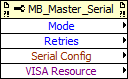 MB_Master_Serial
Mode
Retries
Serial Config
VISA Resource